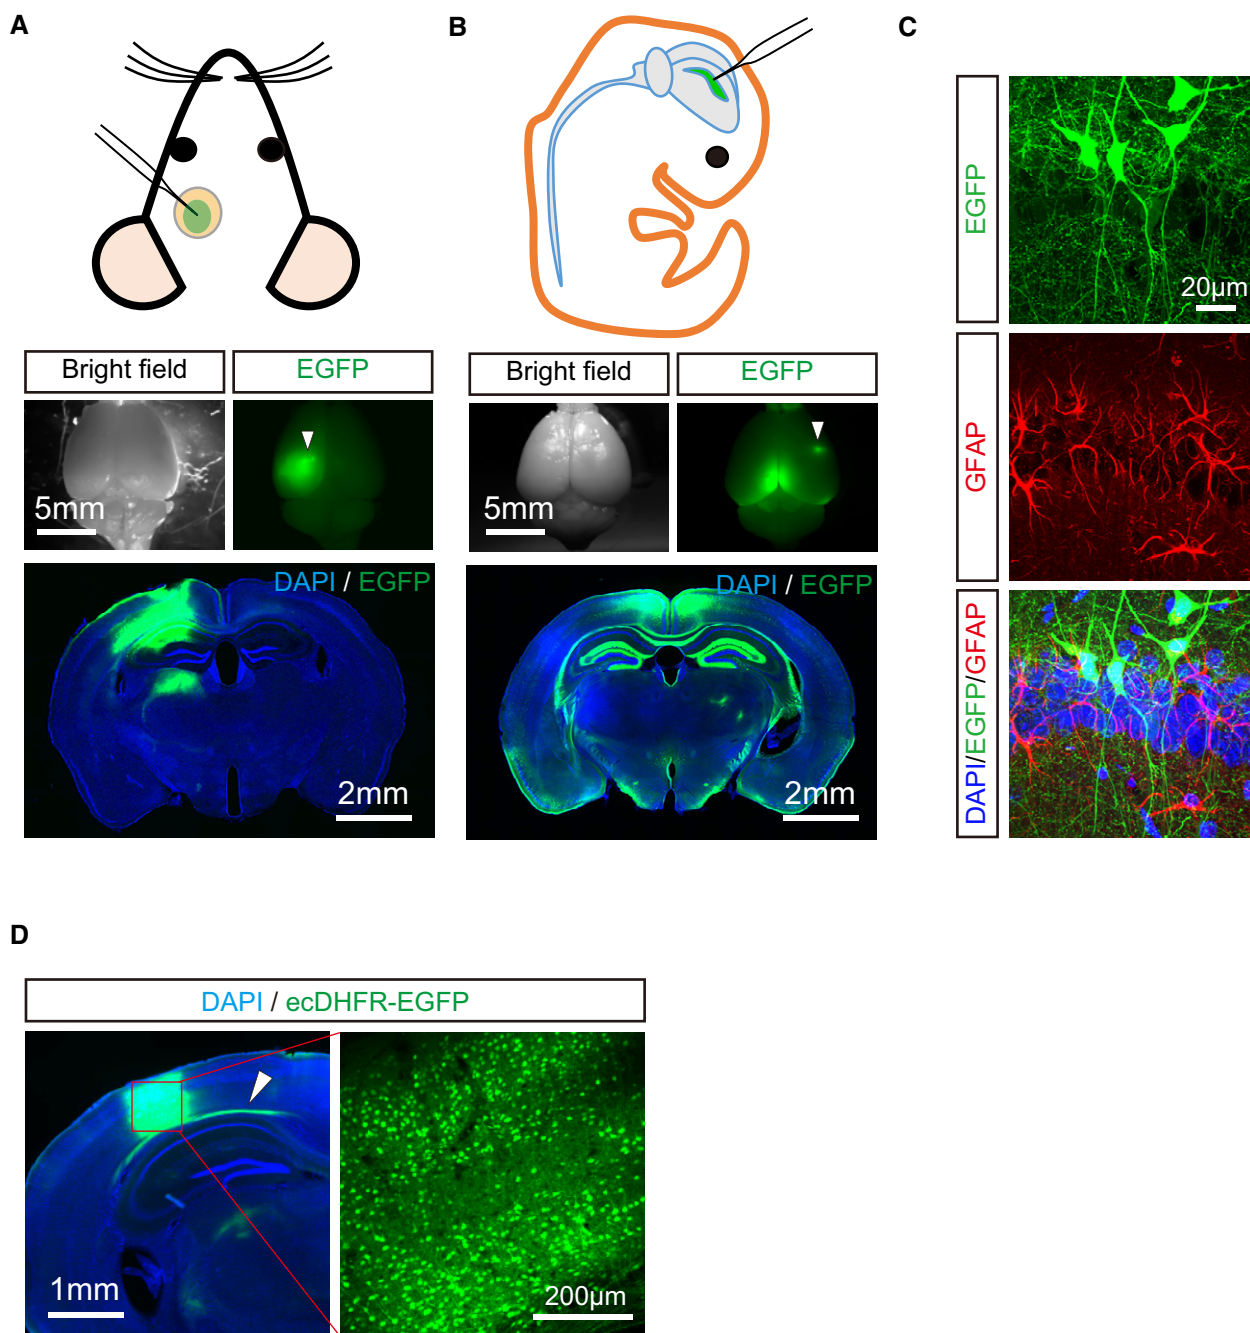 A
B
C
Bright field
EGFP
5mm
DAPI / EGFP
2mm
Bright field
EGFP
5mm
DAPI / EGFP
2mm
EGFP
20µm
GFAP
DAPI/EGFP/GFAP
D
DAPI / ecDHFR-EGFP
1mm
200µm